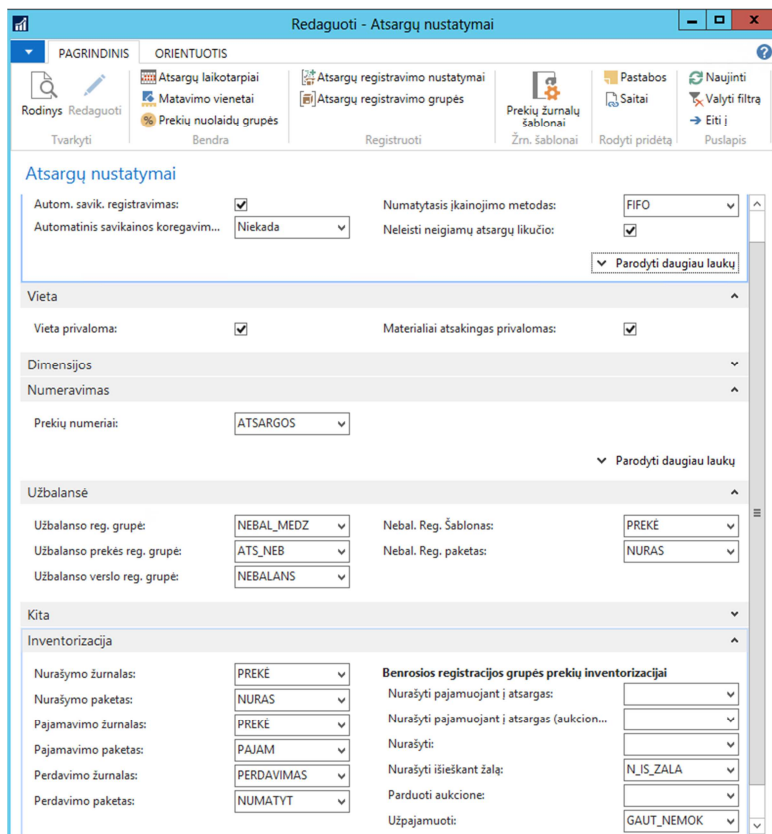 Redaguoti - Atsargų nustatymai
PAGRINDINIS ORIENTUOTIS
Rodinys Redaguoti
Tvarkyti
Atsargų laikotarpiai
Matavimo vienetai
Prekių nuolaidų grupės
Bendra
Atsargų registravimo nustatymai
Atsargų registravimo grupės
Registruoti
Prekių žurnalų
šablonai
Žrn. šablonai
Pastabos
Saitai
Rodyti pridėtą
Naujinti
Valyti filtrą
Eiti į
Puslapis
Atsargų nustatymai
Autom. savik. registravimas:
Automatinis savikainos koregavim... Niekada
Numatytasis įkainojimo metodas: FIFO
Neleisti neigiamų atsargų likučio:
Parodyti daugiau laukų
Vieta
Vieta privaloma:
Materialiai atsakingas privalomas:
Dimensijos
Numeravimas
Prekių numeriai: ATSARGOS
Parodyti daugiau laukų
Užbalansė
Užbalanso reg. grupė: NEBAL_MEDZ
Užbalanso prekės reg. grupė: ATS_NEB
Užbalanso verslo reg. grupė: NEBALANS
Nebal. Reg. Šablonas: PREKĖ
Nebal. Reg. paketas: NURAS
Kita
Inventorizacija
Nurašymo žurnalas: PREKĖ
Nurašymo paketas: NURAS
Pajamavimo žurnalas: PREKĖ
Pajamavimo paketas: PAJAM
Perdavimo žurnalas: PERDAVIMAS
Perdavimo paketas: NUMATYT
Benrosios registracijos grupės prekių inventorizacijai
Nurašyti pajamuojant į atsargas:
Nurašyti pajamuojant į atsargas (aukcion...
Nurašyti:
Nurašyti išieškant žalą: N_IS_ZALA
Parduoti aukcione:
Užpajamuoti: GAUT_NEMOK